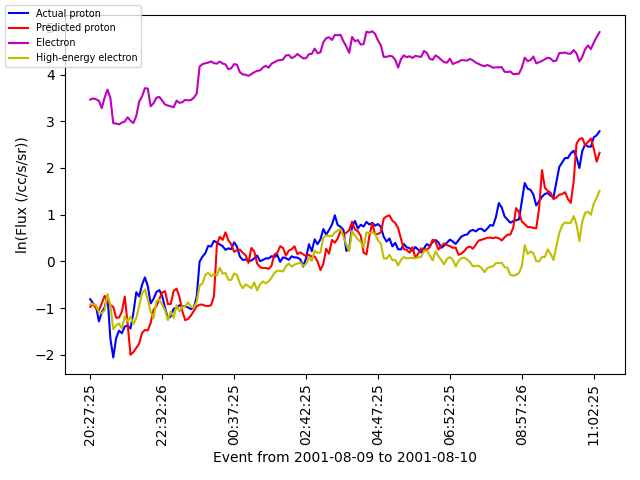 Actual proton
Predicted proton
Electron
High-energy electron
4
3
2
1
0
−1
−2
ln(Flux (/cc/s/sr))
20:27:25
22:32:26
00:37:25
02:42:25
04:47:25
06:52:25
08:57:26
11:02:25
Event from 2001-08-09 to 2001-08-10